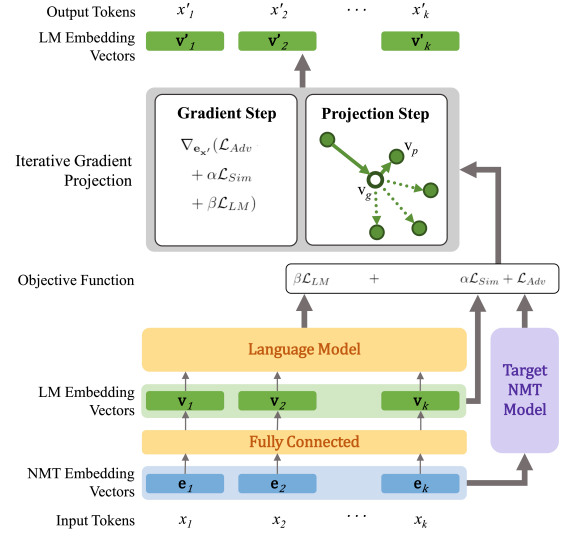 Output Tokens x'1 x'2 · · · x'k
LM Embedding Vectors v'1 v'2 v'k
Iterative Gradient Projection
Gradient Step
∇e_x′(ℒAdv
+ αℒSim
+ βℒLM)
Projection Step
vp
vg
Objective Function βℒLM + αℒSim + ℒAdv
Language Model
Target NMT Model
LM Embedding Vectors v1 v2 vk
Fully Connected
NMT Embedding Vectors e1 e2 ek
Input Tokens x1 x2 · · · xk